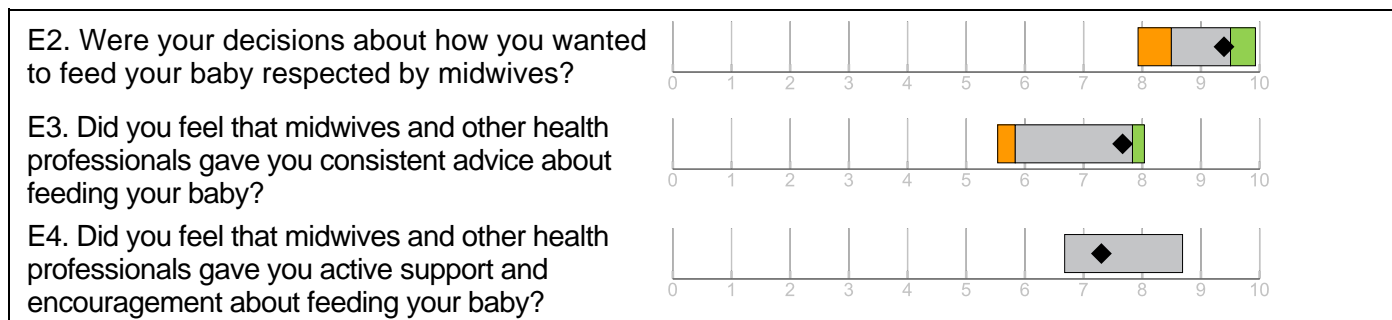 E2. Were your decisions about how you wanted
to feed your baby respected by midwives?
0 1 2 3 4 5 6 7 8 9 10
E3. Did you feel that midwives and other health
professionals gave you consistent advice about
feeding your baby?
0 1 2 3 4 5 6 7 8 9 10
E4. Did you feel that midwives and other health
professionals gave you active support and
encouragement about feeding your baby?
0 1 2 3 4 5 6 7 8 9 10